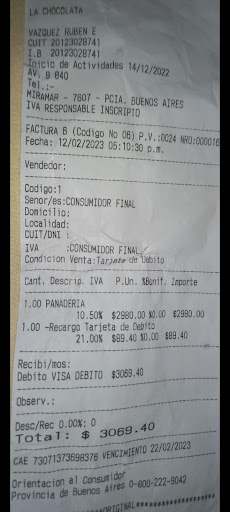 LA CHOCOLATA
VAZQUEZ RUBEN E
CUIT 20123028741
I.B. 20123028741
Inicio de Actividades 14/12/2022
AV. 9 840
Tel.:-
MIRAMAR - 7607 - PCIA. BUENOS AIRES
IVA RESPONSABLE INSCRIPTO
FACTURA B (Codigo No 06) P.V.:0024 NRO:000016
Fecha: 12/02/2023 05:10:30 p.m.
Vendedor:
Codigo:1
Senor/es:CONSUMIDOR FINAL
Domicilio:
Localidad:
CUIT/DNI :
IVA :CONSUMIDOR FINAL
Condicion Venta:Tarjeta de Debito
Cant. Descrip. IVA P.Un. %Bonif. Importe
1.00 PANADERIA
10.50% $2980.00 %0.00 $2980.00
1.00 -Recargo Tarjeta de Debito
21.00% $89.40 %0.00 $89.40
Recibi/mos:
Debito VISA DEBITO $3069.40
Observ.:
Desc/Rec 0.00%: 0
Total: $ 3069.40
CAE 73071373698376 VENCIMIENTO 22/02/2023
Orientacion al Consumidor
Provincia de Buenos Aires 0-800-222-9042
ORIGINAL